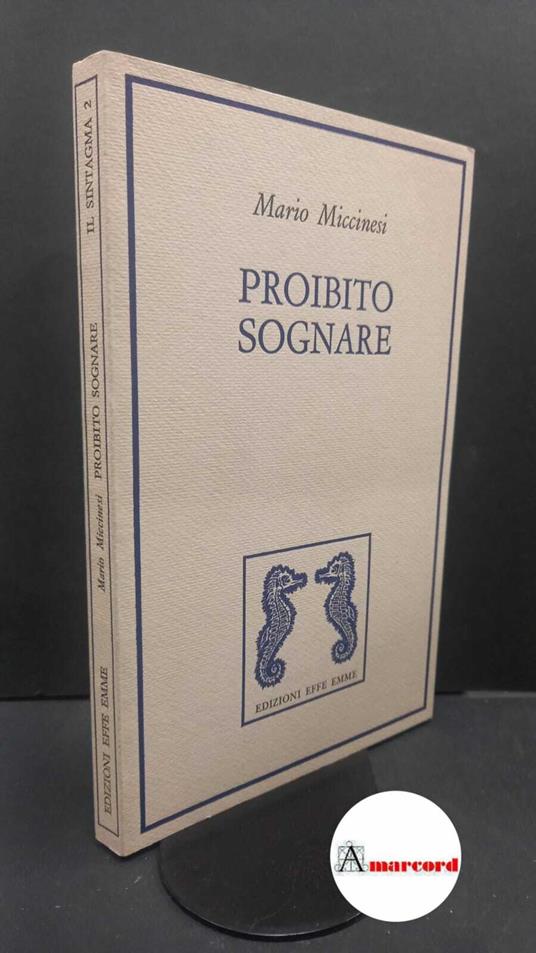 Mario Miccinesi
PROIBITO
SOGNARE
EDIZIONI EFFE EMME
EDIZIONI EFFE EMME Mario Miccinesi PROIBITO SOGNARE IL SINTAGMA 2
Amarcord